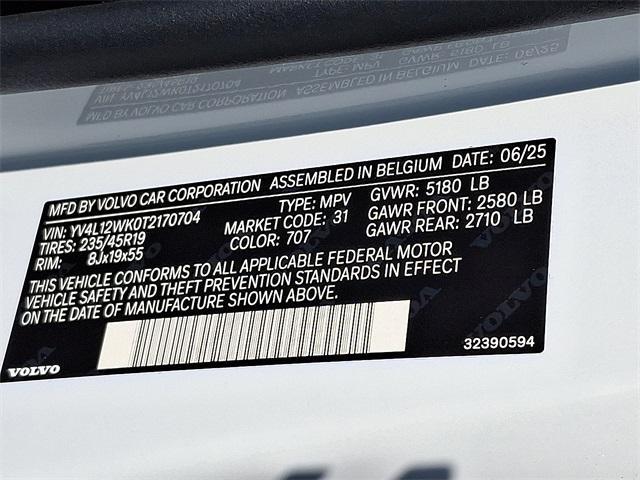 MFD BY VOLVO CAR CORPORATION ASSEMBLED IN BELGIUM DATE: 06/25
VIN: YV4L12WK0T2170704 TYPE: MPV GVWR: 5180 LB
TIRES: 235/45R19 MARKET CODE: 31 GAWR FRONT: 2580 LB
RIM: 8Jx19x55 COLOR: 707 GAWR REAR: 2710 LB
THIS VEHICLE CONFORMS TO ALL APPLICABLE FEDERAL MOTOR
VEHICLE SAFETY AND THEFT PREVENTION STANDARDS IN EFFECT
ON THE DATE OF MANUFACTURE SHOWN ABOVE.
VOLVO 32390594